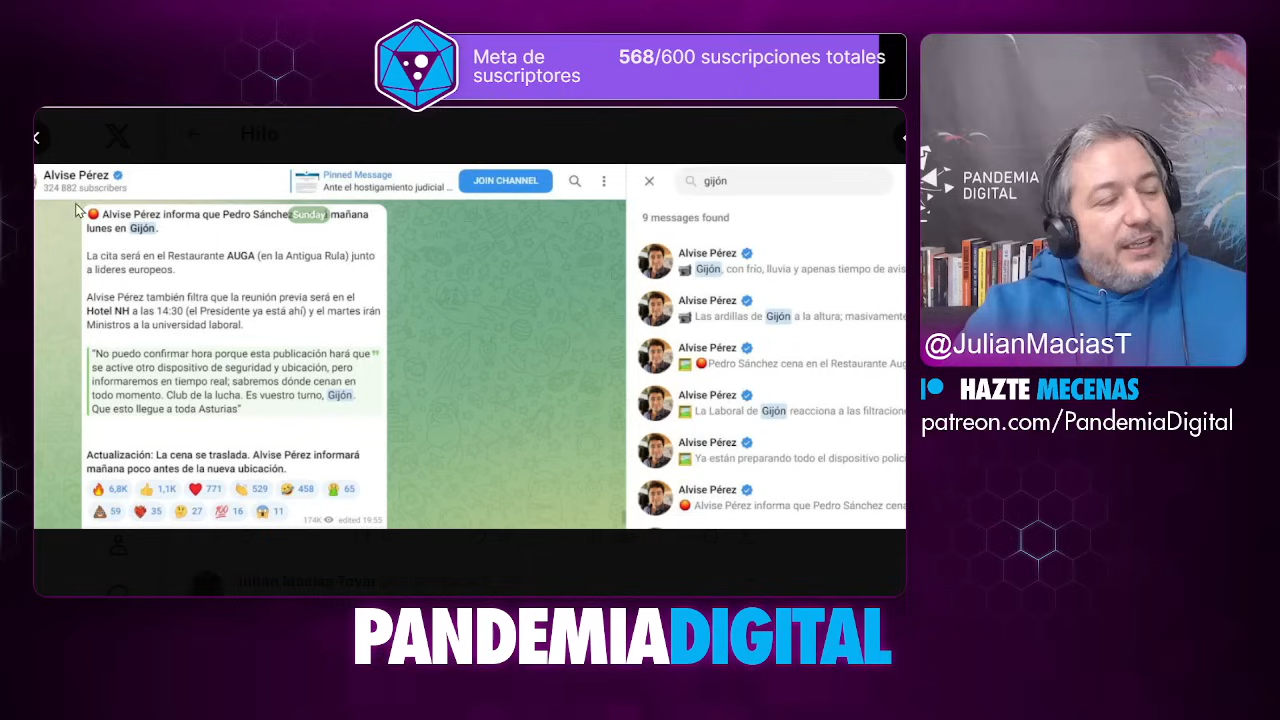 Meta de
suscriptores
568/600 suscripciones totales
Hilo
Alvise Pérez
324 882 subscribers
Pinned Message
Ante el hostigamiento judicial ...
JOIN CHANNEL
gijón
Sunday
🔴 Alvise Pérez informa que Pedro Sánchez mañana
lunes en Gijón.
La cita será en el Restaurante AUGA (en la Antigua Rula) junto
a lideres europeos.
Alvise Pérez también filtra que la reunión previa será en el
Hotel NH a las 14:30 (el Presidente ya está ahí) y el martes irán
Ministros a la universidad laboral.
"No puedo confirmar hora porque esta publicación hará que
se active otro dispositivo de seguridad y ubicación, pero
informaremos en tiempo real; sabremos dónde cenan en
todo momento. Club de la lucha. Es vuestro turno, Gijón.
Que esto llegue a toda Asturias"
Actualización: La cena se traslada. Alvise Pérez informará
mañana poco antes de la nueva ubicación.
🔥 6,8K 👍 1,1K ❤️ 771 👏 529 🤣 458 65
💩 59 35 🤔 27 💯 16 😱 11
174K edited 19:55
9 messages found
Alvise Pérez
📹 Gijón, con frío, lluvia y apenas tiempo de avis
Alvise Pérez
📹 Las ardillas de Gijón a la altura; masivamente
Alvise Pérez
🖼️ 🔴Pedro Sánchez cena en el Restaurante Aug
Alvise Pérez
🖼️ La Laboral de Gijón reacciona a las filtracione
Alvise Pérez
🖼️ Ya están preparando todo el dispositivo polici
Alvise Pérez
🔴 Alvise Pérez informa que Pedro Sánchez cena
PANDEMIA
DIGITAL
@JulianMaciasT
HAZTE MECENAS
patreon.com/PandemiaDigital
PANDEMIADIGITAL